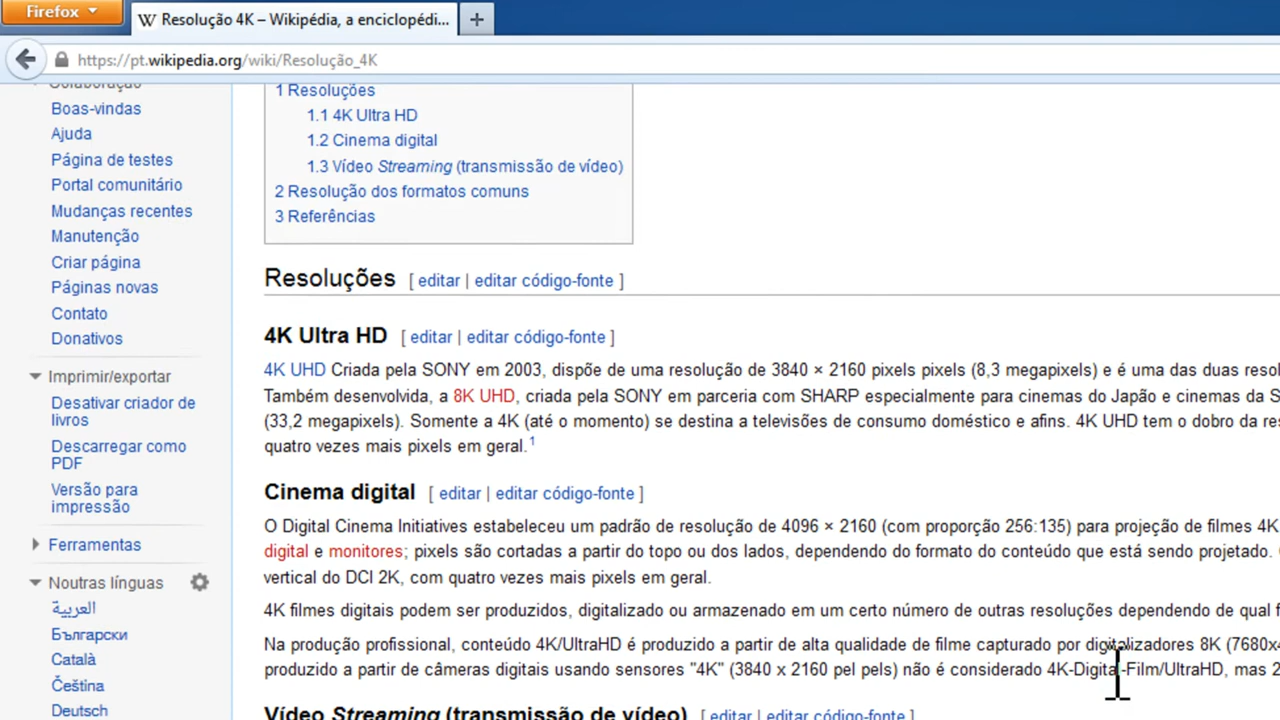 Firefox
W Resolução 4K – Wikipédia, a enciclopédi... +
https://pt.wikipedia.org/wiki/Resolução_4K
Colaboração
Boas-vindas
Ajuda
Página de testes
Portal comunitário
Mudanças recentes
Manutenção
Criar página
Páginas novas
Contato
Donativos
Imprimir/exportar
Desativar criador de
livros
Descarregar como
PDF
Versão para
impressão
Ferramentas
Noutras línguas
العربية
Български
Català
Čeština
Deutsch
1 Resoluções
1.1 4K Ultra HD
1.2 Cinema digital
1.3 Vídeo Streaming (transmissão de vídeo)
2 Resolução dos formatos comuns
3 Referências
Resoluções [ editar | editar código-fonte ]
4K Ultra HD [ editar | editar código-fonte ]
4K UHD Criada pela SONY em 2003, dispõe de uma resolução de 3840 × 2160 pixels pixels (8,3 megapixels) e é uma das duas resol
Também desenvolvida, a 8K UHD, criada pela SONY em parceria com SHARP especialmente para cinemas do Japão e cinemas da S
(33,2 megapixels). Somente a 4K (até o momento) se destina a televisões de consumo doméstico e afins. 4K UHD tem o dobro da res
quatro vezes mais pixels em geral.1
Cinema digital [ editar | editar código-fonte ]
O Digital Cinema Initiatives estabeleceu um padrão de resolução de 4096 × 2160 (com proporção 256:135) para projeção de filmes 4K
digital e monitores; pixels são cortadas a partir do topo ou dos lados, dependendo do formato do conteúdo que está sendo projetado.
vertical do DCI 2K, com quatro vezes mais pixels em geral.
4K filmes digitais podem ser produzidos, digitalizado ou armazenado em um certo número de outras resoluções dependendo de qual f
Na produção profissional, conteúdo 4K/UltraHD é produzido a partir de alta qualidade de filme capturado por digitalizadores 8K (7680x4
produzido a partir de câmeras digitais usando sensores "4K" (3840 x 2160 pel pels) não é considerado 4K-Digital-Film/UltraHD, mas 2
Vídeo Streaming (transmissão de vídeo) [ editar | editar código-fonte ]